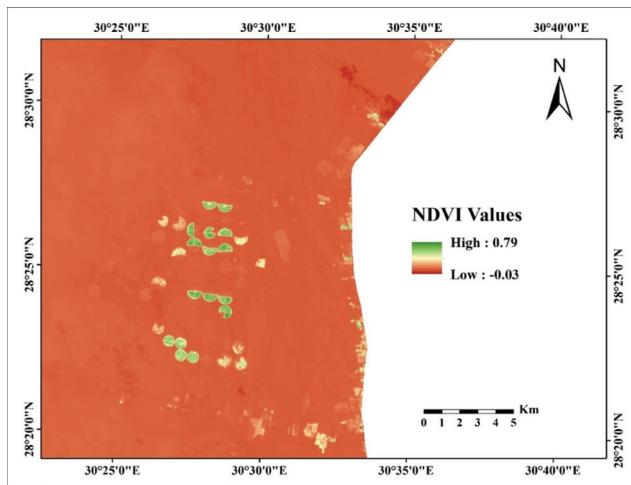 30°25'0"E 30°30'0"E 30°35'0"E 30°40'0"E
N
28°30'0"N 28°30'0"N
NDVI Values
High : 0.79
Low : -0.03
28°25'0"N 28°25'0"N
Km
0 1 2 3 4 5
28°20'0"N 28°20'0"N
30°25'0"E 30°30'0"E 30°35'0"E 30°40'0"E